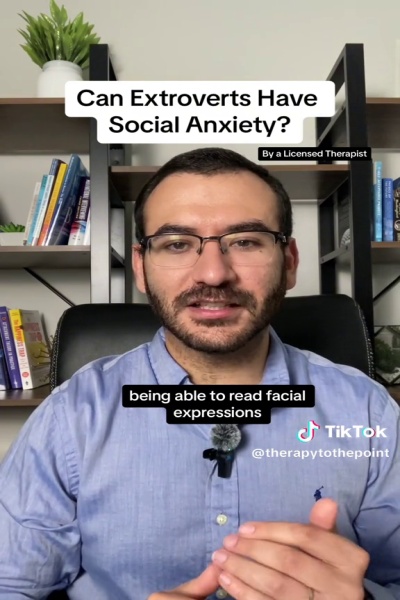 Can Extroverts Have
Social Anxiety?
By a Licensed Therapist
being able to read facial
expressions
TikTok
@therapytothepoint